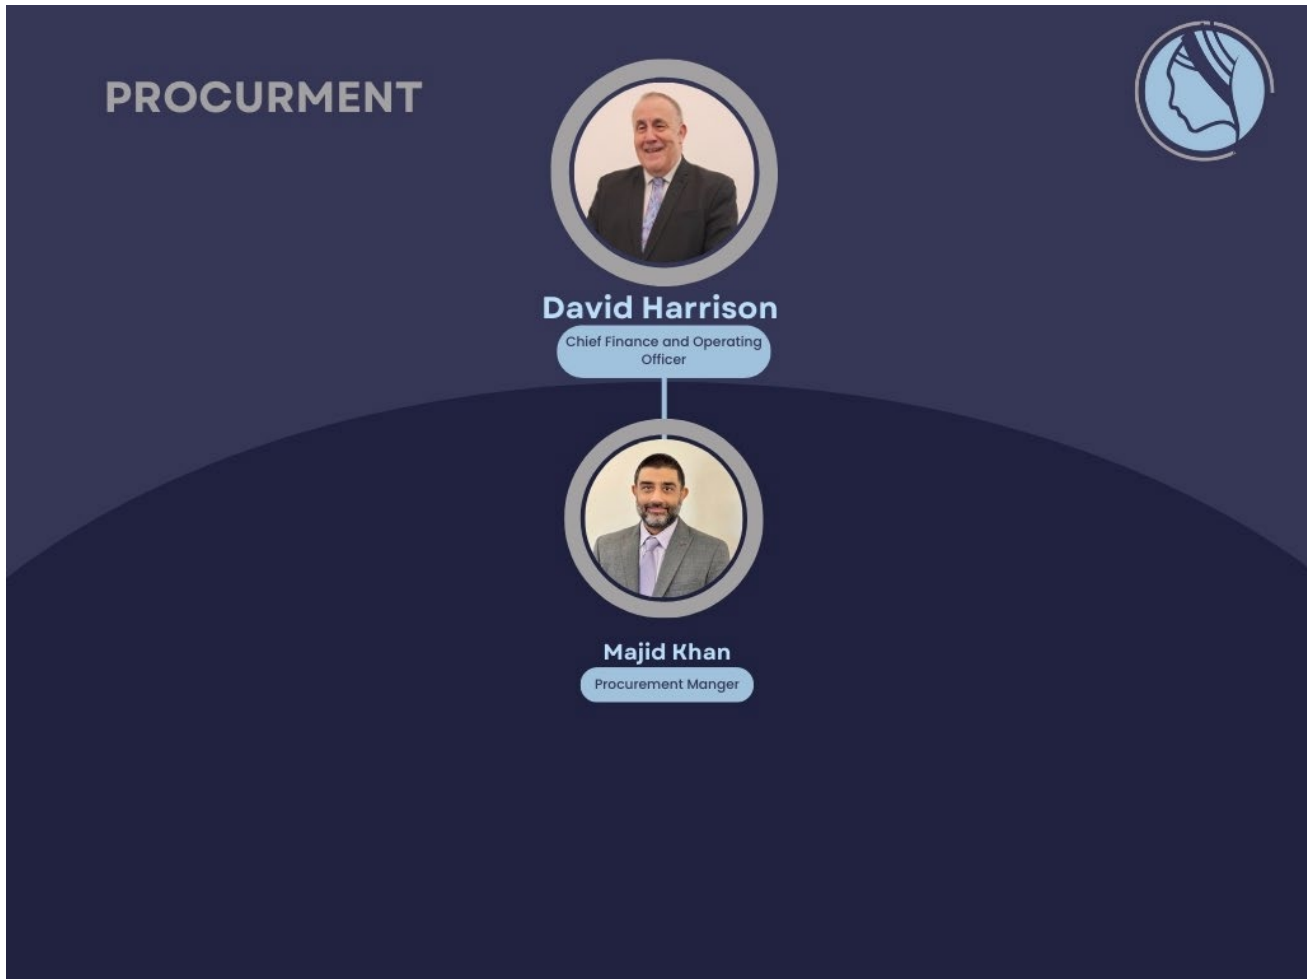 PROCURMENT
David Harrison
Chief Finance and Operating
Officer
Majid Khan
Procurement Manger